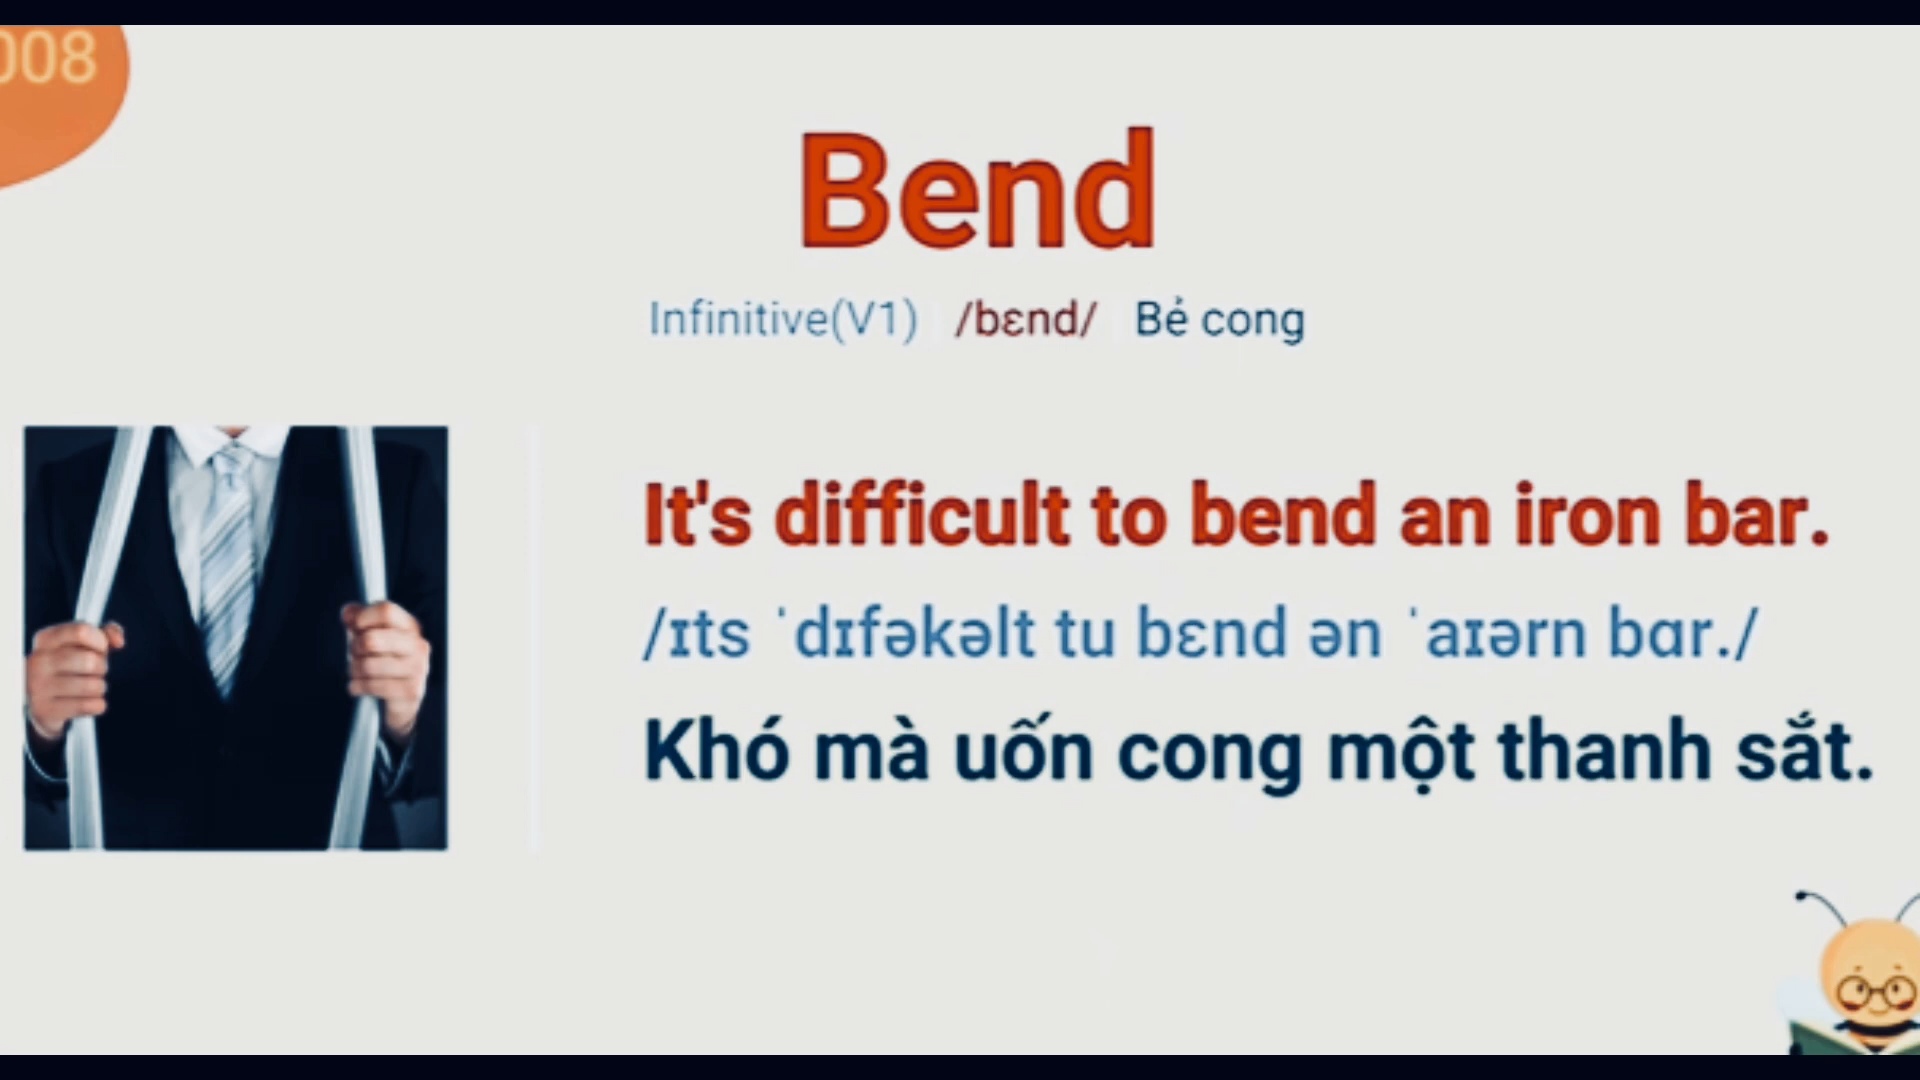 008
Bend
Infinitive(V1) /bɛnd/ Bẻ cong
It's difficult to bend an iron bar.
/ɪts ˈdɪfəkəlt tu bɛnd ən ˈaɪərn bɑr./
Khó mà uốn cong một thanh sắt.